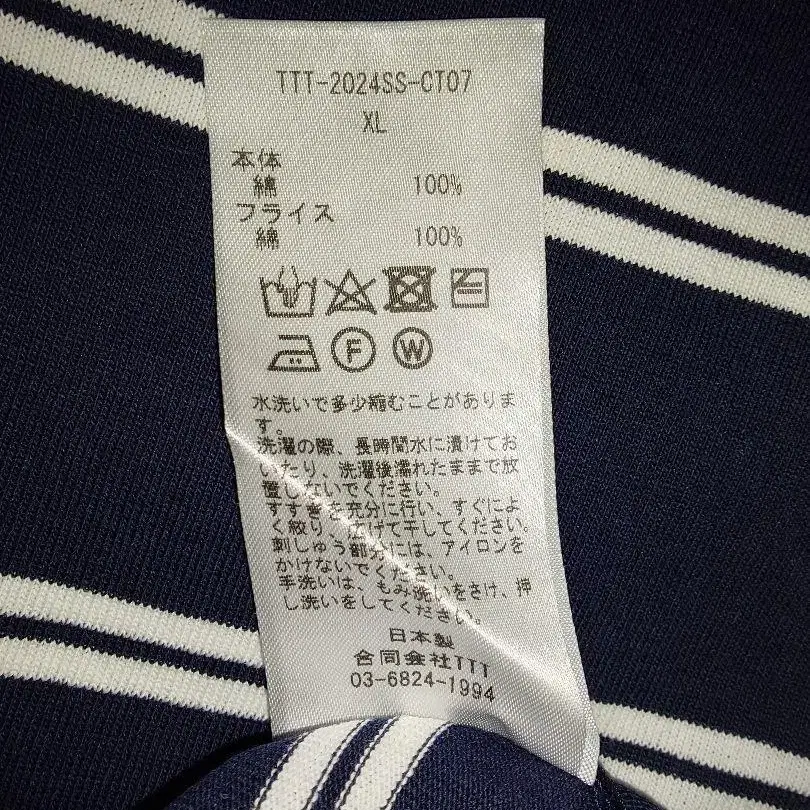 TTT-2024SS-CT07
XL
本体
綿 100%
フライス
綿 100%
F W
水洗いで多少縮むことがありま
す。
洗濯の際、長時間水に漬けてお
いたり、洗濯後濡れたままで放
置しないでください。
すすぎを充分に行い、すぐによ
く絞り、広げて干してください。
刺しゅう部分には、アイロンを
かけないでください。
手洗いは、もみ洗いをさけ、押
し洗いをしてください。
日本製
合同会社TTT
03-6824-1994